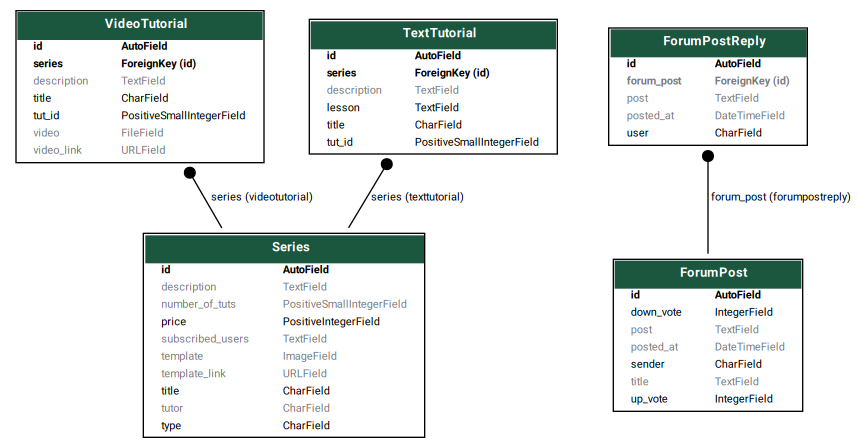 VideoTutorial
id AutoField
series ForeignKey (id)
description TextField
title CharField
tut_id PositiveSmallIntegerField
video FileField
video_link URLField
TextTutorial
id AutoField
series ForeignKey (id)
description TextField
lesson TextField
title CharField
tut_id PositiveSmallIntegerField
ForumPostReply
id AutoField
forum_post ForeignKey (id)
post TextField
posted_at DateTimeField
user CharField
series (videotutorial)
series (texttutorial)
forum_post (forumpostreply)
Series
id AutoField
description TextField
number_of_tuts PositiveSmallIntegerField
price PositiveIntegerField
subscribed_users TextField
template ImageField
template_link URLField
title CharField
tutor CharField
type CharField
ForumPost
id AutoField
down_vote IntegerField
post TextField
posted_at DateTimeField
sender CharField
title TextField
up_vote IntegerField